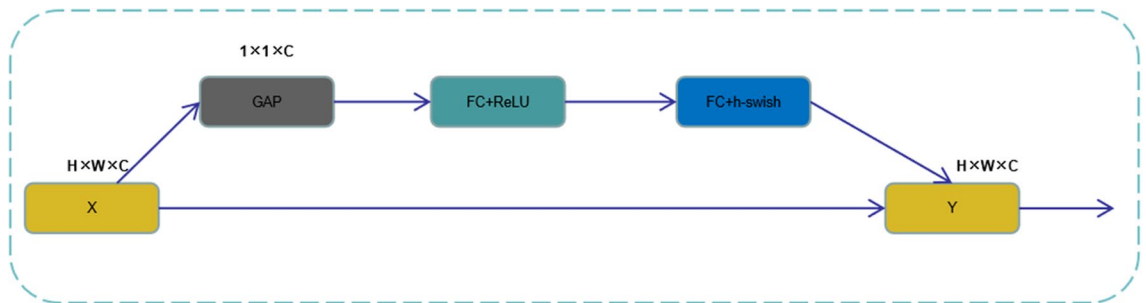 1×1×C
GAP
FC+ReLU
FC+h-swish
H×W×C
H×W×C
X
Y